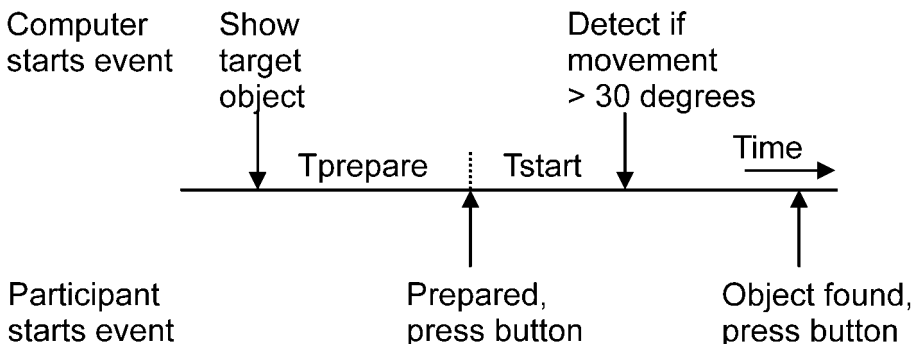 Computer
starts event
Show
target
object
Detect if
movement
> 30 degrees
Tprepare
Tstart
Time
Participant
starts event
Prepared,
press button
Object found,
press button